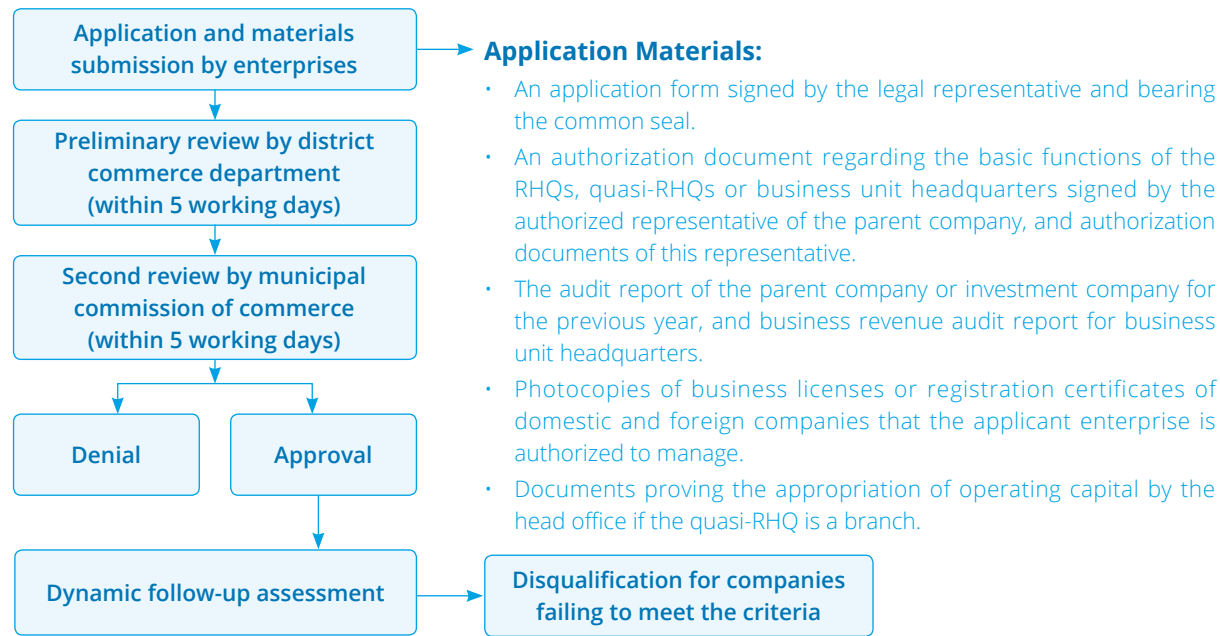 Application and materials
submission by enterprises
Preliminary review by district
commerce department
(within 5 working days)
Second review by municipal
commission of commerce
(within 5 working days)
Denial
Approval
Dynamic follow-up assessment
Disqualification for companies
failing to meet the criteria
Application Materials:
· An application form signed by the legal representative and bearing
the common seal.
· An authorization document regarding the basic functions of the
RHQs, quasi-RHQs or business unit headquarters signed by the
authorized representative of the parent company, and authorization
documents of this representative.
· The audit report of the parent company or investment company for
the previous year, and business revenue audit report for business
unit headquarters.
· Photocopies of business licenses or registration certificates of
domestic and foreign companies that the applicant enterprise is
authorized to manage.
· Documents proving the appropriation of operating capital by the
head office if the quasi-RHQ is a branch.